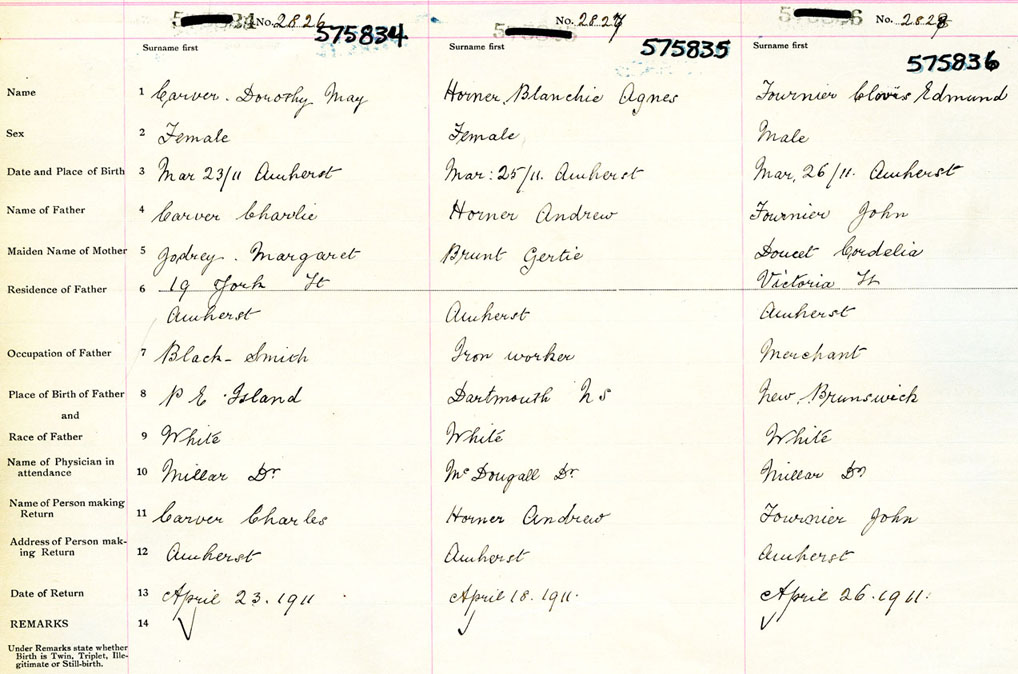 No. 2826 No. 2827 No. 2828
575834 575835 575836
Surname first Surname first Surname first
Name 1 Carver. Dorothy May Horner, Blanchie Agnes Fournier Clovis Edmund
Sex 2 Female Female Male
Date and Place of Birth 3 Mar 23/11 Amherst Mar: 25/11. Amherst Mar, 26/11. Amherst
Name of Father 4 Carver Charlie Horner Andrew Fournier John
Maiden Name of Mother 5 Godrey. Margaret Brunt Gertie Doucet Cordelia
19 York St Victoria St
Residence of Father 6
Amherst Amherst Amherst
Occupation of Father 7 Black-Smith Iron worker Merchant
Place of Birth of Father 8 P E Island Dartmouth N S New Brunswick
and
Race of Father 9 White White White
Name of Physician in
attendance 10 Millar Dr Mc Dougall Dr. Millar Dr
Name of Person making
Return 11 Carver Charles Horner Andrew Fournier John
Address of Person mak-
ing Return 12 Amherst Amherst Amherst
Date of Return 13 April 23. 1911 April 18. 1911. April 26. 1911.
REMARKS 14
Under Remarks state whether
Birth is Twin, Triplet, Ille-
gitimate or Still-birth.